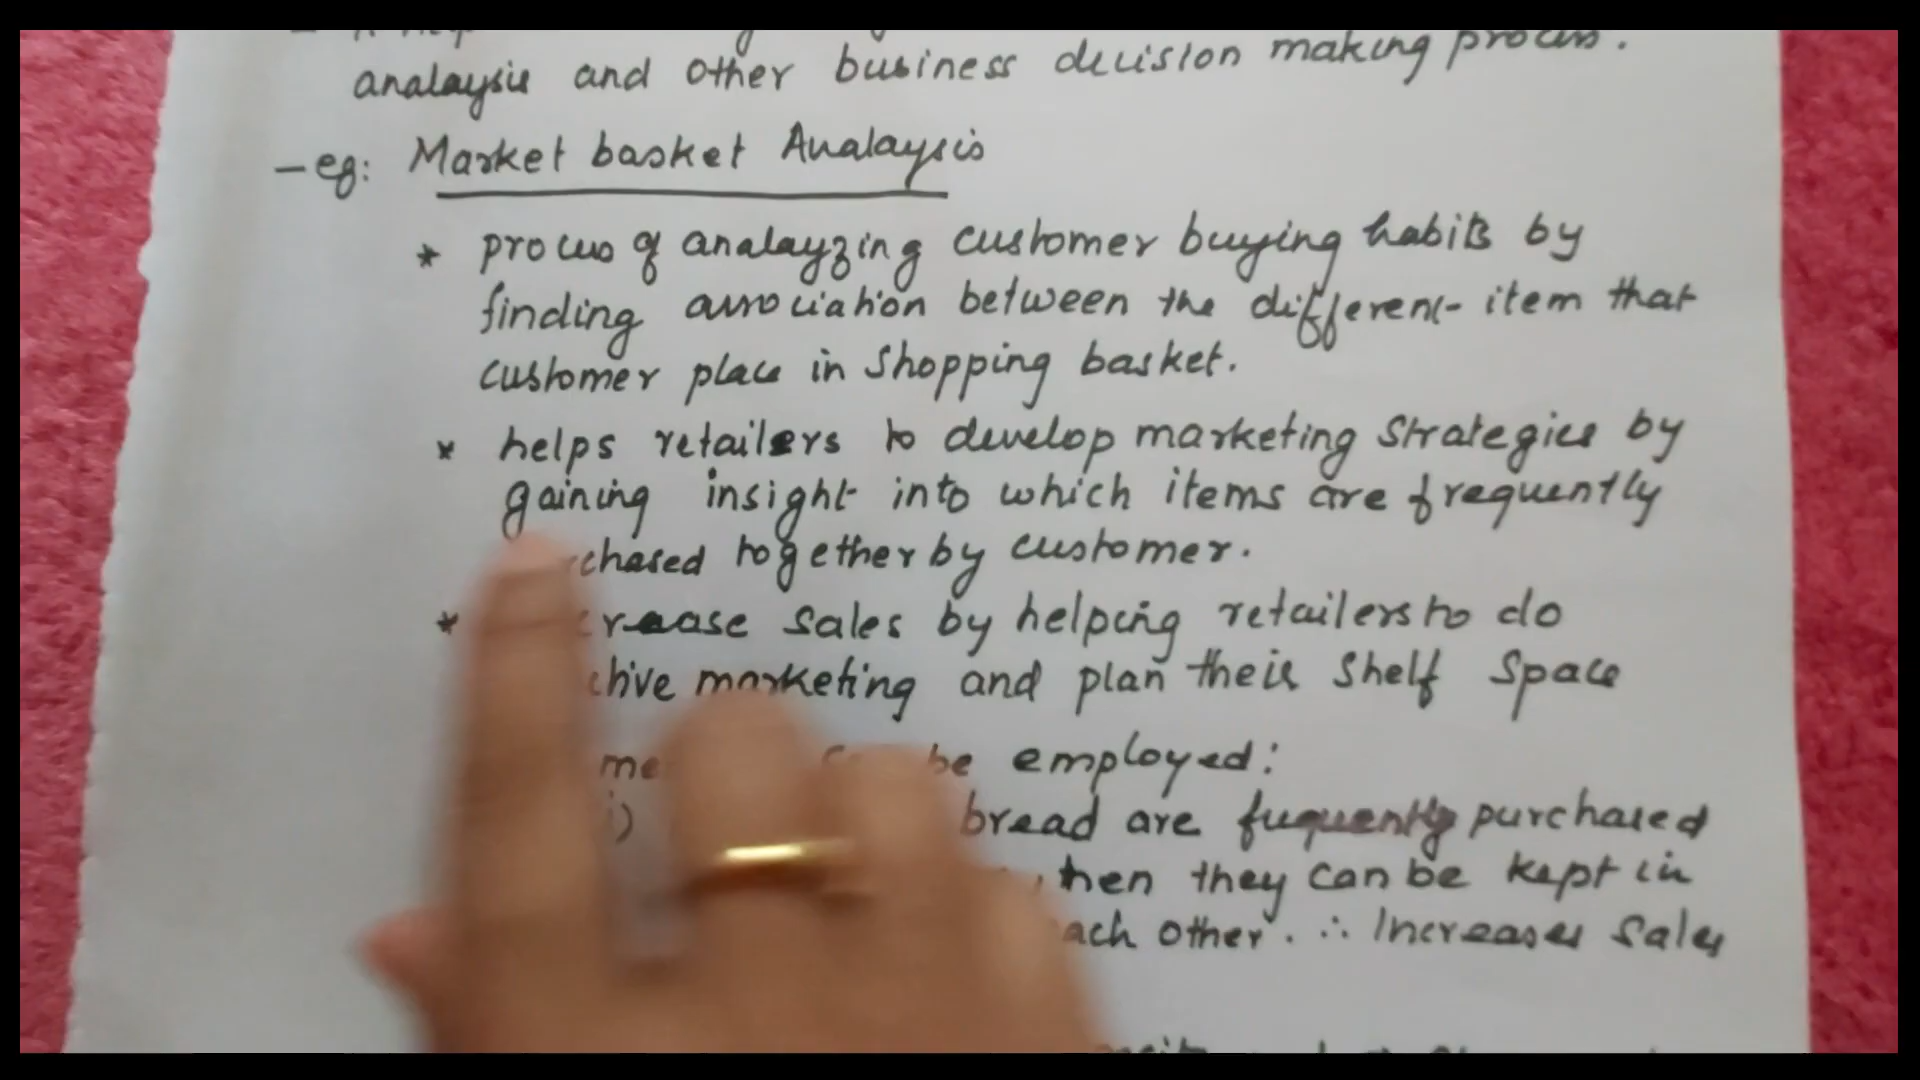 analaysis and other business decision making process.
- eg: Market basket Analaysis
* process of analayzing customer buying habits by
finding association between the different item that
customer place in shopping basket.
* helps retailers to develop marketing strategies by
gaining insight into which items are frequently
chased together by customer.
* crease sales by helping retailers to do
ctive marketing and plan their shelf space
be employed:
i) bread are frequently purchased
then they can be kept in
each other. ∴ Increases sales